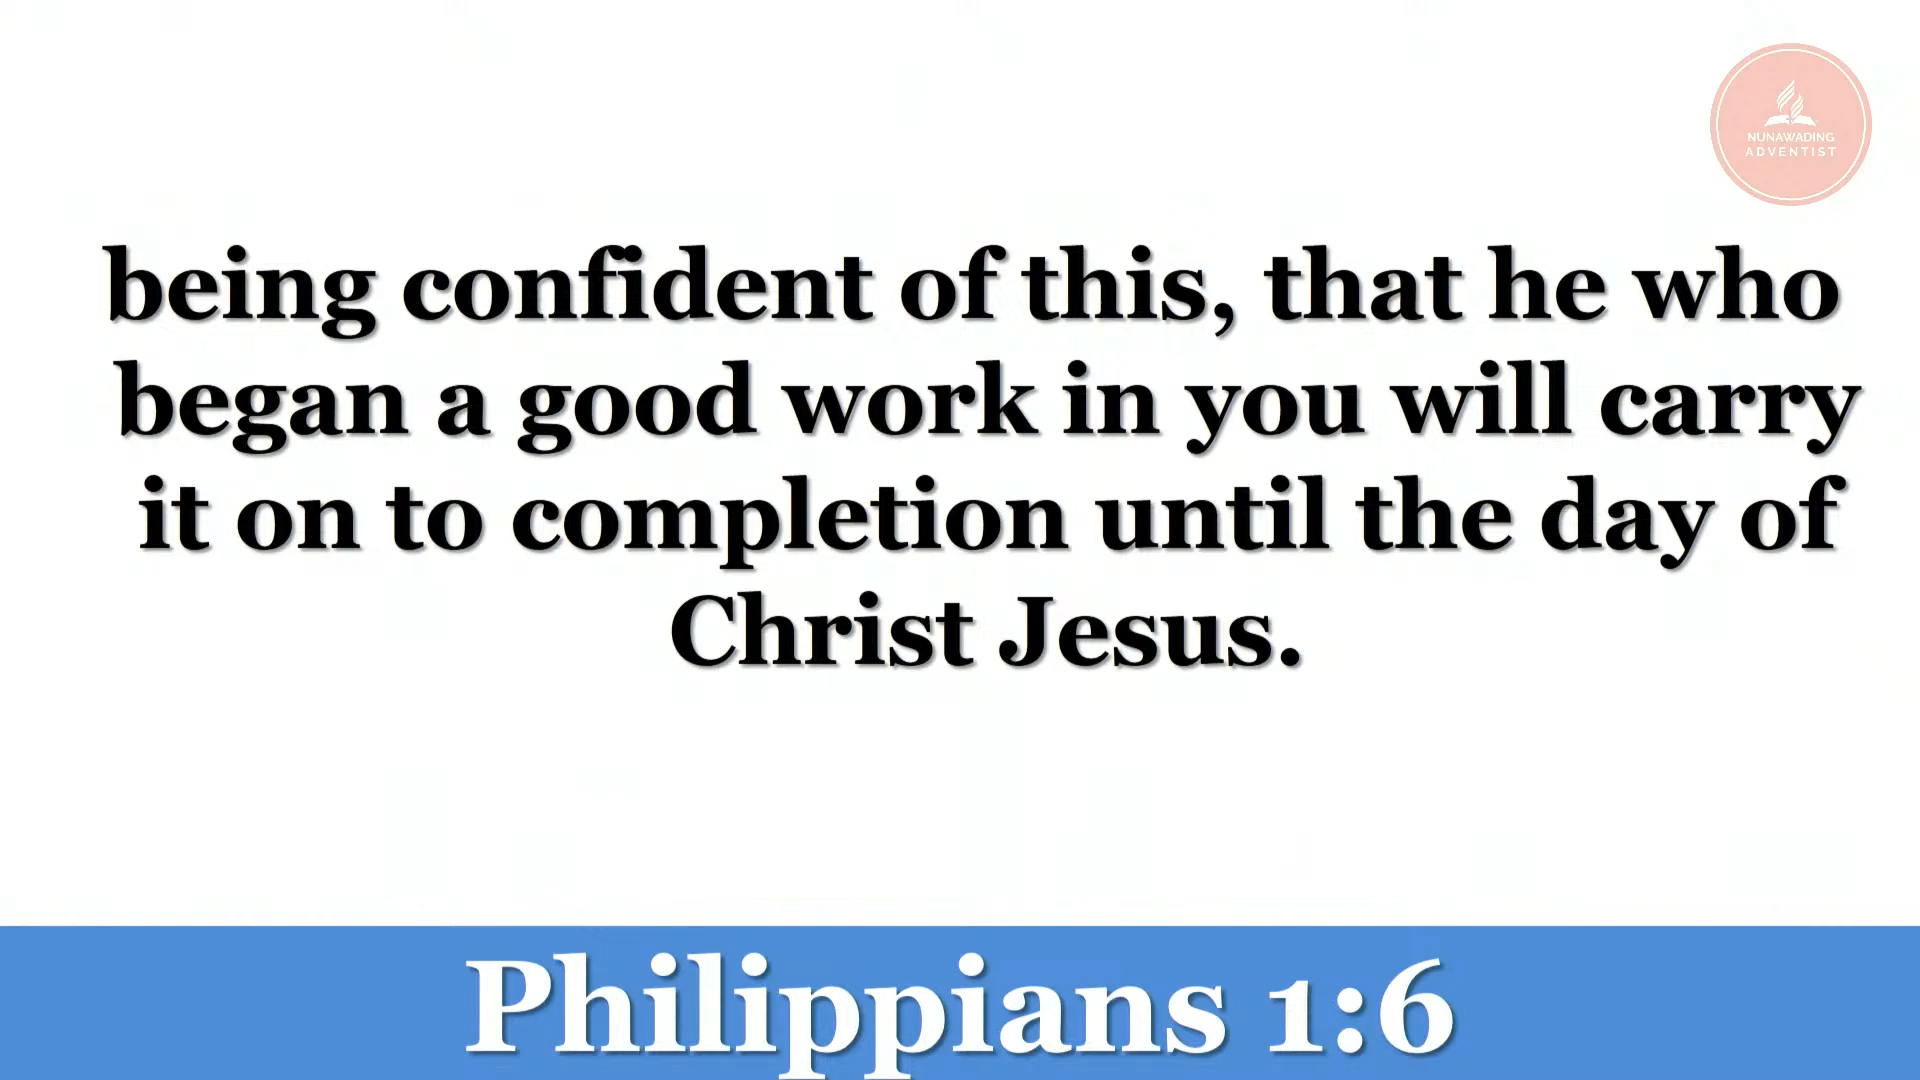 NUNAWADING
ADVENTIST
being confident of this, that he who
began a good work in you will carry
it on to completion until the day of
Christ Jesus.
Philippians 1:6